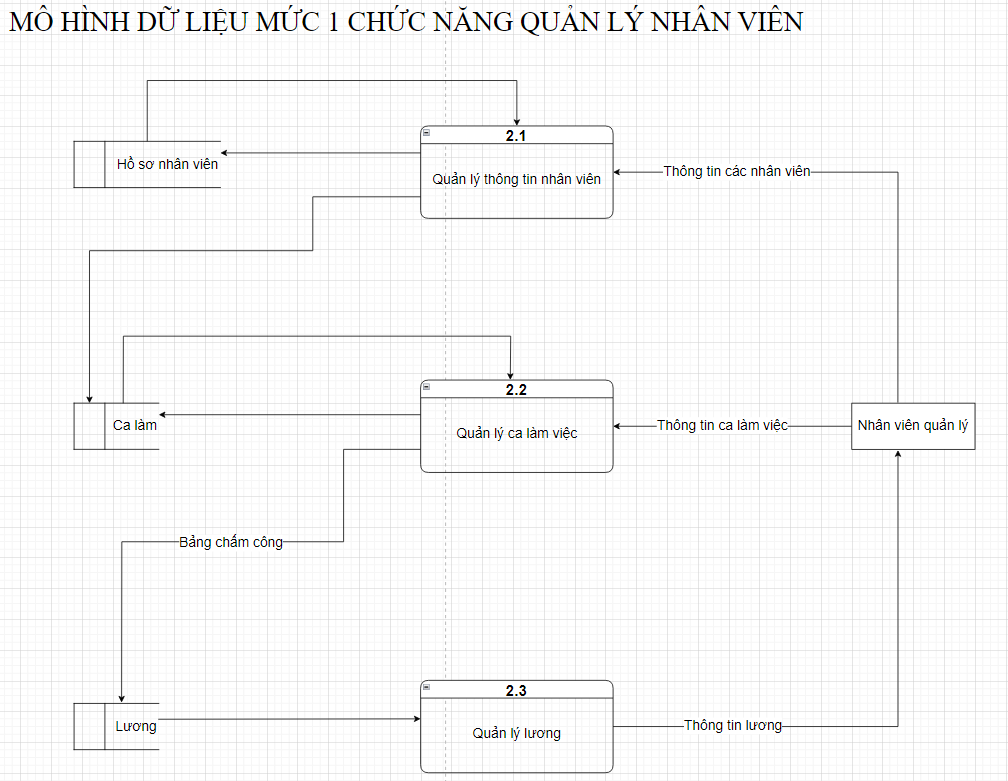 MÔ HÌNH DỮ LIỆU MỨC 1 CHỨC NĂNG QUẢN LÝ NHÂN VIÊN
2.1
Hồ sơ nhân viên
Quản lý thông tin nhân viên
Thông tin các nhân viên
2.2
Ca làm
Quản lý ca làm việc
Thông tin ca làm việc
Nhân viên quản lý
Bảng chấm công
2.3
Lương
Quản lý lương
Thông tin lương